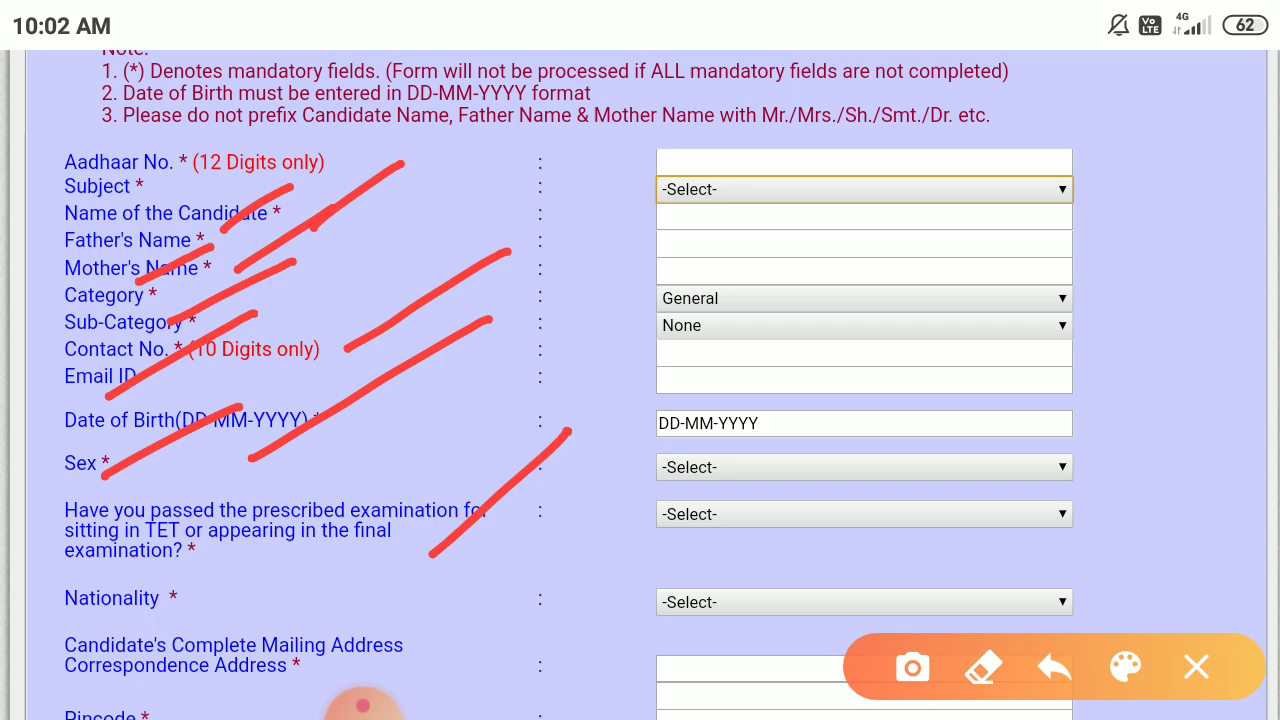 10:02 AM
Vo LTE
4G
62
Note:
1. (*) Denotes mandatory fields. (Form will not be processed if ALL mandatory fields are not completed)
2. Date of Birth must be entered in DD-MM-YYYY format
3. Please do not prefix Candidate Name, Father Name & Mother Name with Mr./Mrs./Sh./Smt./Dr. etc.
Aadhaar No. * (12 Digits only) :
Subject * : -Select-
Name of the Candidate * :
Father's Name * :
Mother's Name * :
Category * : General
Sub-Category * : None
Contact No. * (10 Digits only) :
Email ID :
Date of Birth(DD-MM-YYYY) * : DD-MM-YYYY
Sex * : -Select-
Have you passed the prescribed examination for : -Select-
sitting in TET or appearing in the final
examination? *
Nationality * : -Select-
Candidate's Complete Mailing Address
Correspondence Address * :
Pincode * :